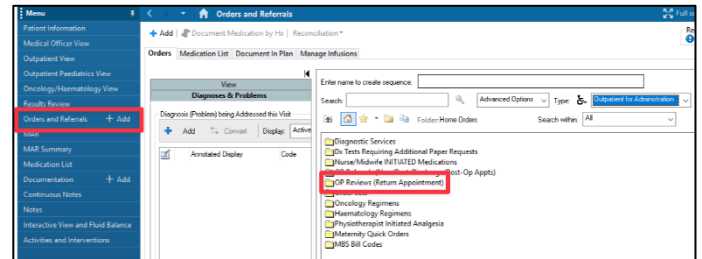 Menu
Patient Information
Medical Officer View
Outpatient View
Outpatient Paediatrics View
Oncology/Haematology View
Results Review
Orders and Referrals + Add
MAR
MAR Summary
Medication List
Documentation + Add
Continuous Notes
Notes
Interactive View and Fluid Balance
Activities and Interventions
Orders and Referrals
Full
+ Add Document Medication by Hx Reconciliation
Re
Orders Medication List Document In Plan Manage Infusions
View
Diagnoses & Problems
Diagnosis (Problem) being Addressed this Visit
Add Convert Display: Active
Annotated Display Code
Enter name to create sequence:
Search: Advanced Options Type: Outpatient for Administration
Folder: Home Orders Search within: All
Diagnostic Services
Dx Tests Requiring Additional Paper Requests
Nurse/Midwife INITIATED Medications
OP Reviews (Return Appointment)
Oncology Regimens
Haematology Regimens
Physiotherapist Initiated Analgesia
Maternity Quick Orders
MBS Bill Codes